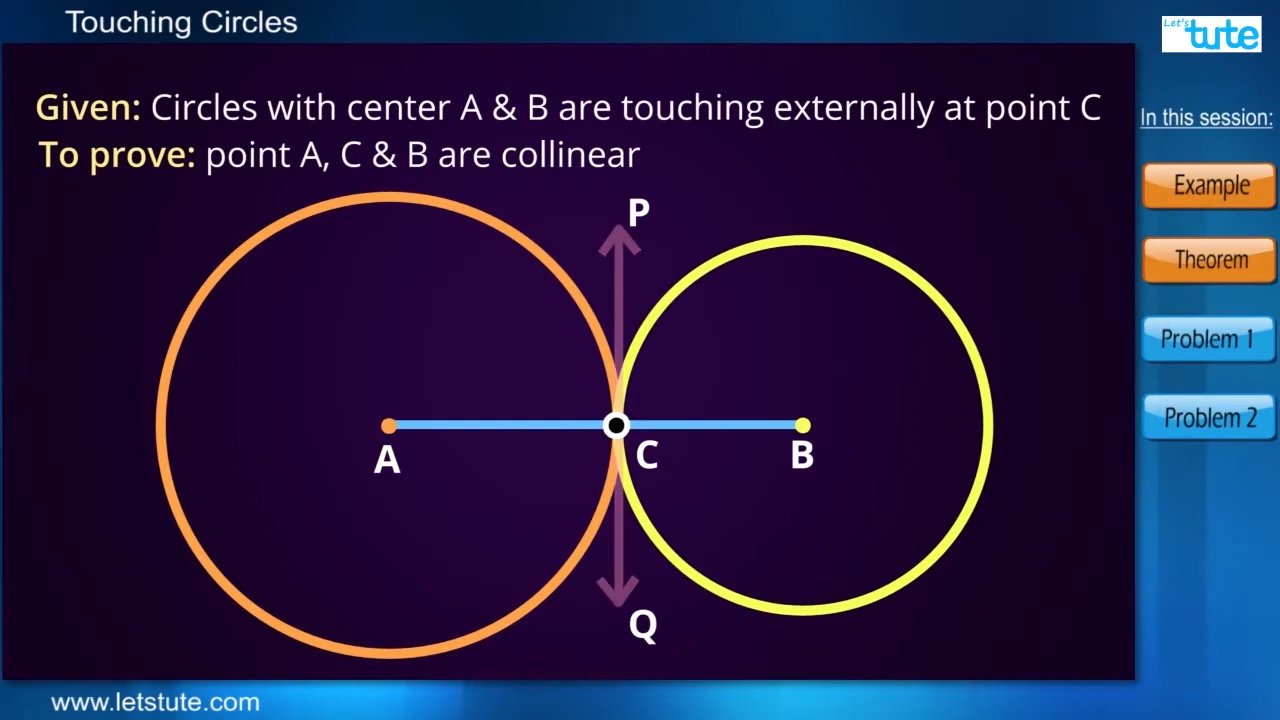 Touching Circles
Let's
tute
Given: Circles with center A & B are touching externally at point C
To prove: point A, C & B are collinear
In this session:
Example
Theorem
Problem 1
Problem 2
P
A
C
B
Q
www.letstute.com